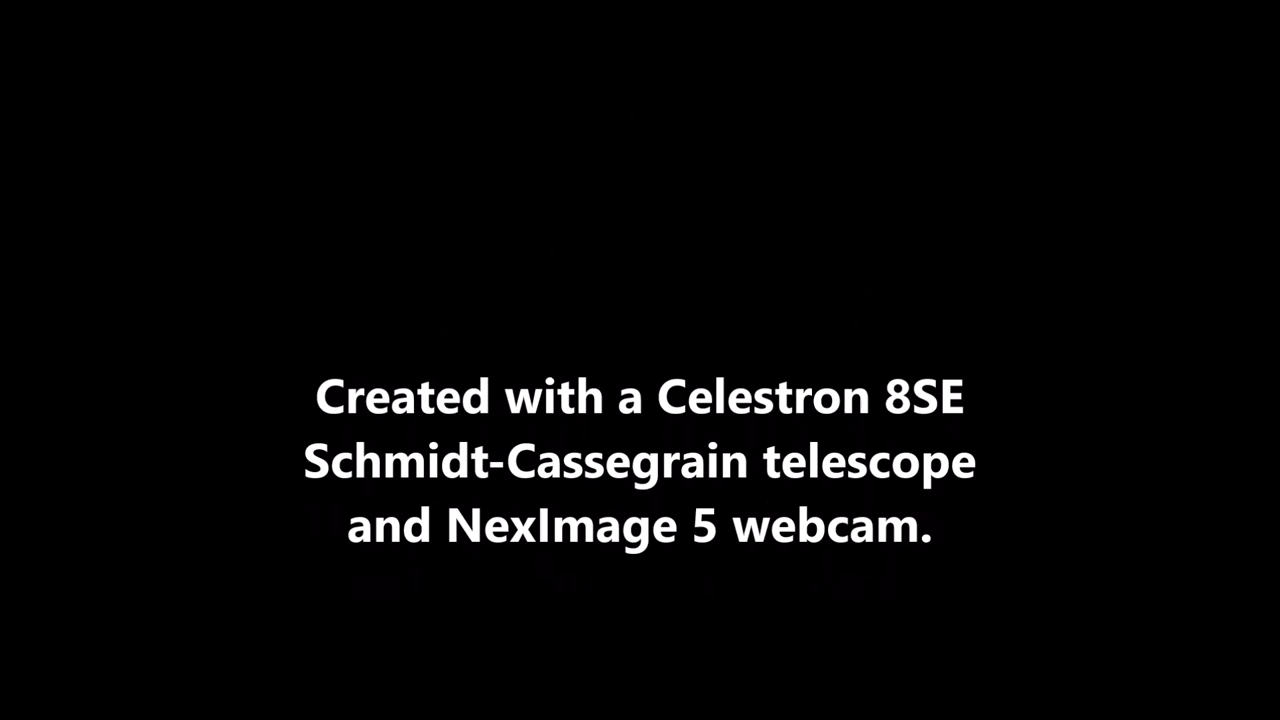 Created with a Celestron 8SE
Schmidt-Cassegrain telescope
and NexImage 5 webcam.